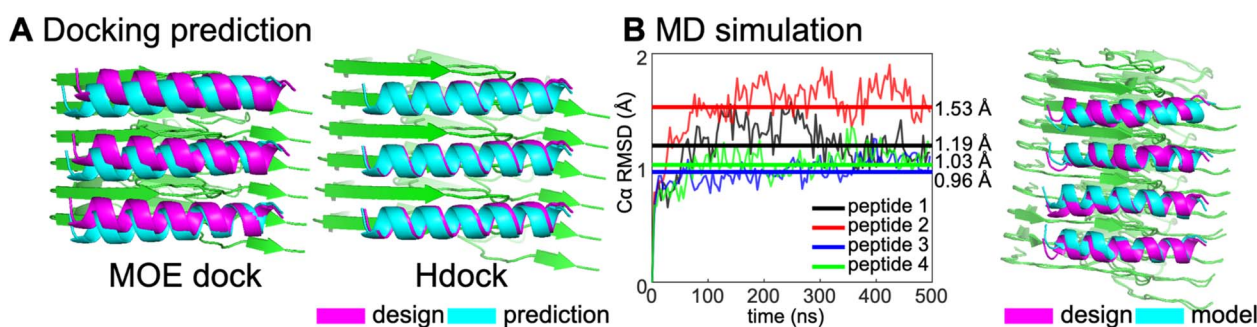 A Docking prediction
MOE dock
Hdock
design prediction
B MD simulation
Cα RMSD (Å)
2
1
0
1.53 Å
1.19 Å
1.03 Å
0.96 Å
peptide 1
peptide 2
peptide 3
peptide 4
0 100 200 300 400 500
time (ns)
design model